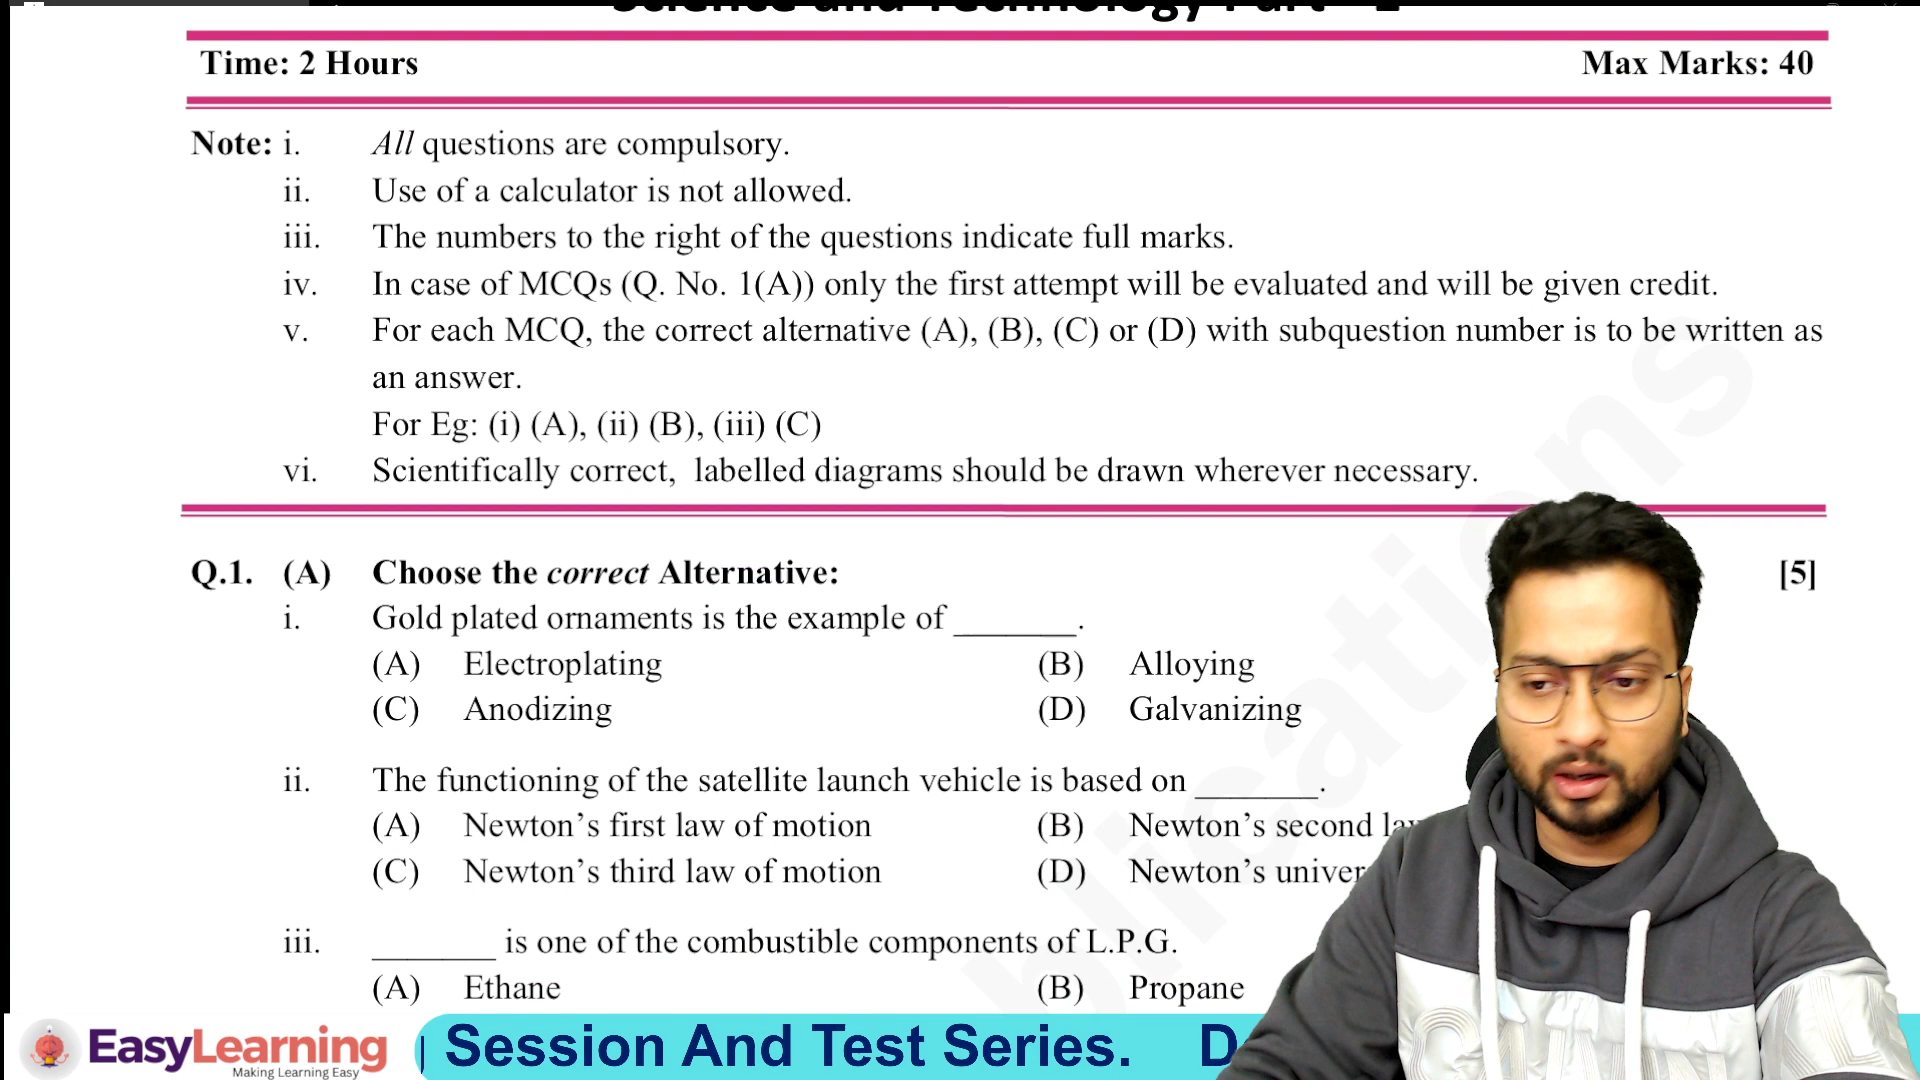 Science and Technology Part - 1
Time: 2 Hours Max Marks: 40
Note: i. All questions are compulsory.
ii. Use of a calculator is not allowed.
iii. The numbers to the right of the questions indicate full marks.
iv. In case of MCQs (Q. No. 1(A)) only the first attempt will be evaluated and will be given credit.
v. For each MCQ, the correct alternative (A), (B), (C) or (D) with subquestion number is to be written as
an answer.
For Eg: (i) (A), (ii) (B), (iii) (C)
vi. Scientifically correct, labelled diagrams should be drawn wherever necessary.
Q.1. (A) Choose the correct Alternative: [5]
i. Gold plated ornaments is the example of _______.
(A) Electroplating (B) Alloying
(C) Anodizing (D) Galvanizing
ii. The functioning of the satellite launch vehicle is based on _______.
(A) Newton's first law of motion (B) Newton's second
(C) Newton's third law of motion (D) Newton's
iii. _______ is one of the combustible components of L.P.G.
(A) Ethane (B) Propane
EasyLearning
Making Learning Easy
Session And Test Series.